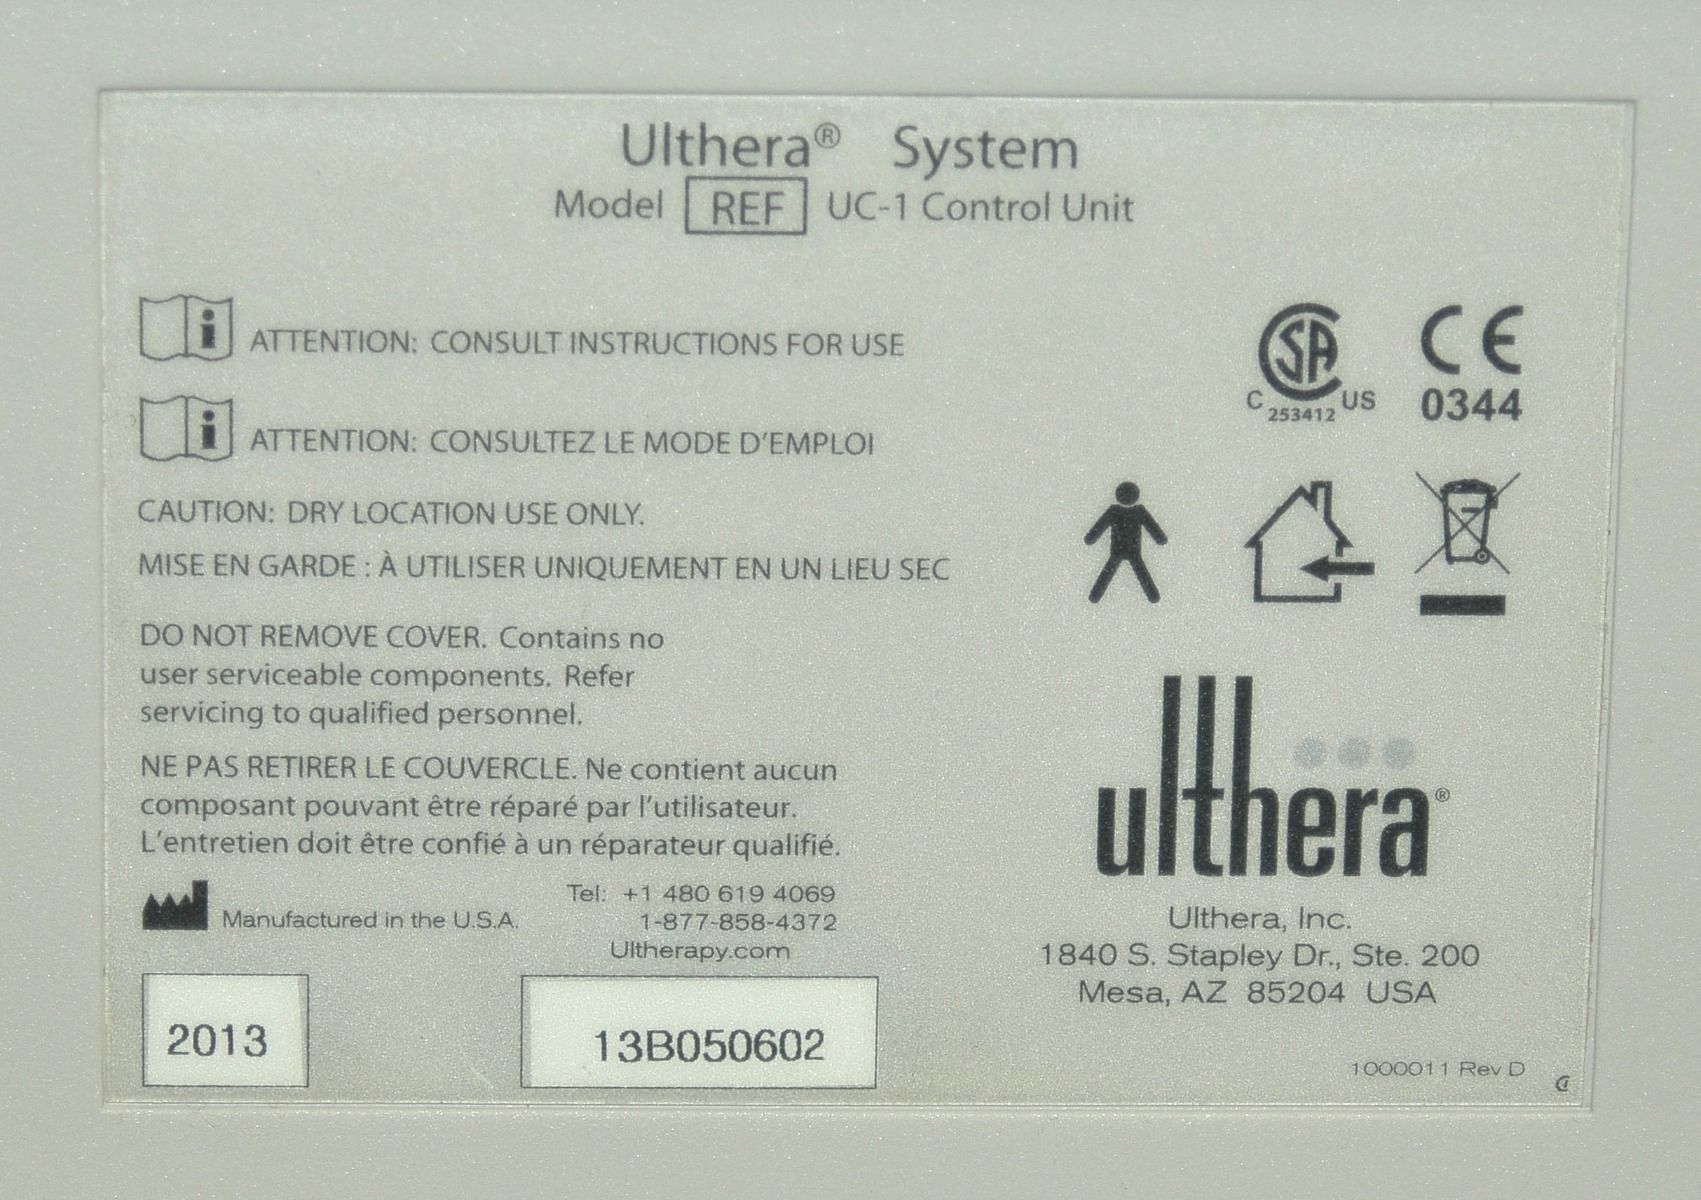 Ulthera® System
Model REF UC-1 Control Unit
ATTENTION: CONSULT INSTRUCTIONS FOR USE
ATTENTION: CONSULTEZ LE MODE D'EMPLOI
CAUTION: DRY LOCATION USE ONLY.
MISE EN GARDE : À UTILISER UNIQUEMENT EN UN LIEU SEC
DO NOT REMOVE COVER. Contains no
user serviceable components. Refer
servicing to qualified personnel.
NE PAS RETIRER LE COUVERCLE. Ne contient aucun
composant pouvant être réparé par l'utilisateur.
L'entretien doit être confié à un réparateur qualifié.
Manufactured in the U.S.A.
Tel: +1 480 619 4069
1-877-858-4372
Ultherapy.com
2013
13B050602
CSA
C 253412 US
CE
0344
ulthera®
Ulthera, Inc.
1840 S. Stapley Dr., Ste. 200
Mesa, AZ 85204 USA
1000011 Rev D